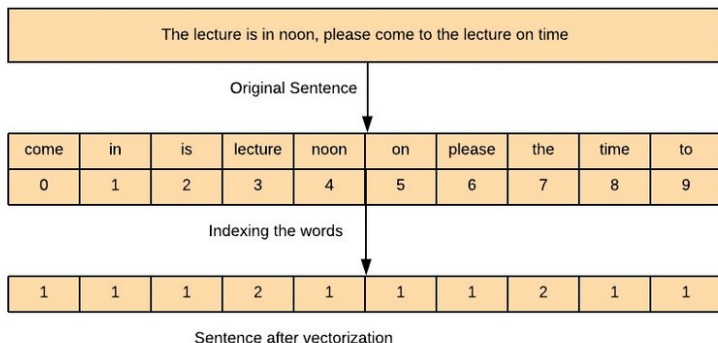 The lecture is in noon, please come to the lecture on time
Original Sentence
come in is lecture noon on please the time to
0 1 2 3 4 5 6 7 8 9
Indexing the words
1 1 1 2 1 1 1 2 1 1
Sentence after vectorization